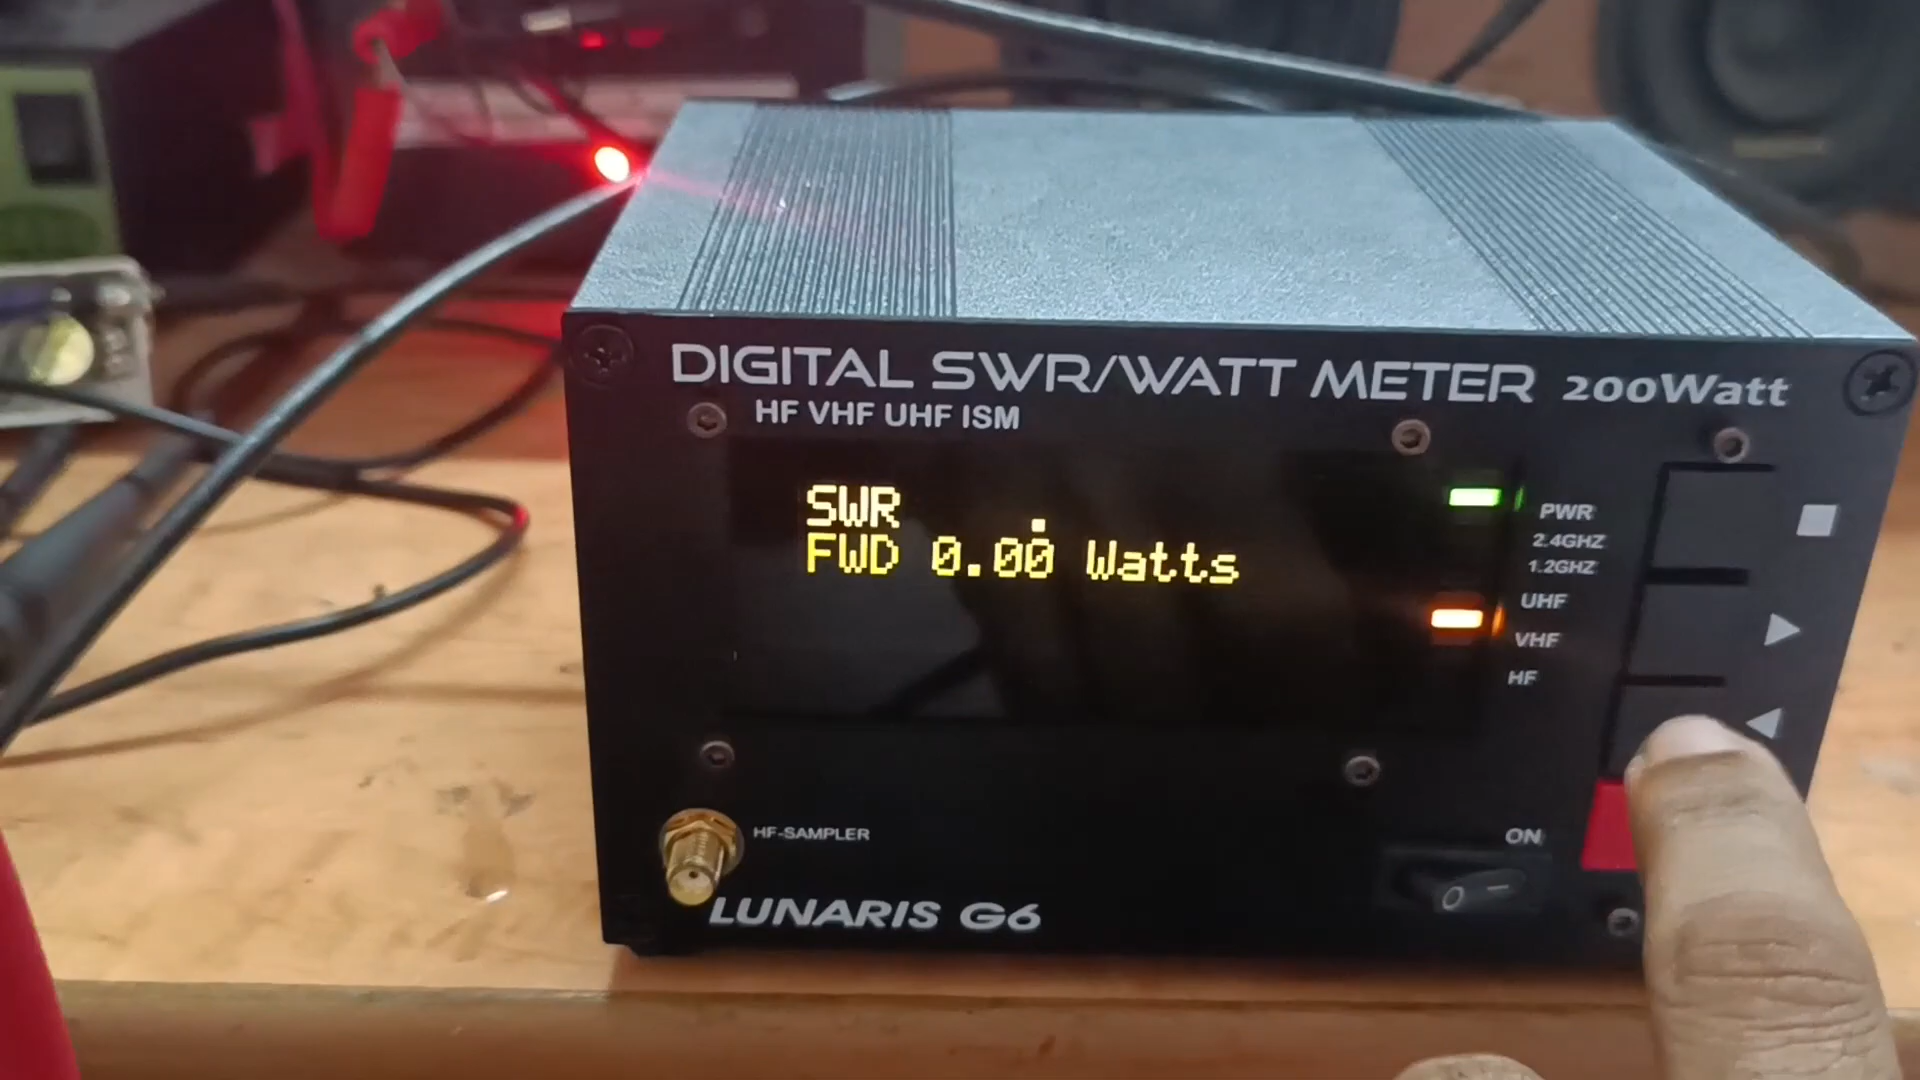 DIGITAL SWR/WATT METER 200Watt
HF VHF UHF ISM
SWR
FWD 0.00 Watts
PWR
2.4GHZ
1.2GHZ
UHF
VHF
HF
HF-SAMPLER
ON
LUNARIS G6